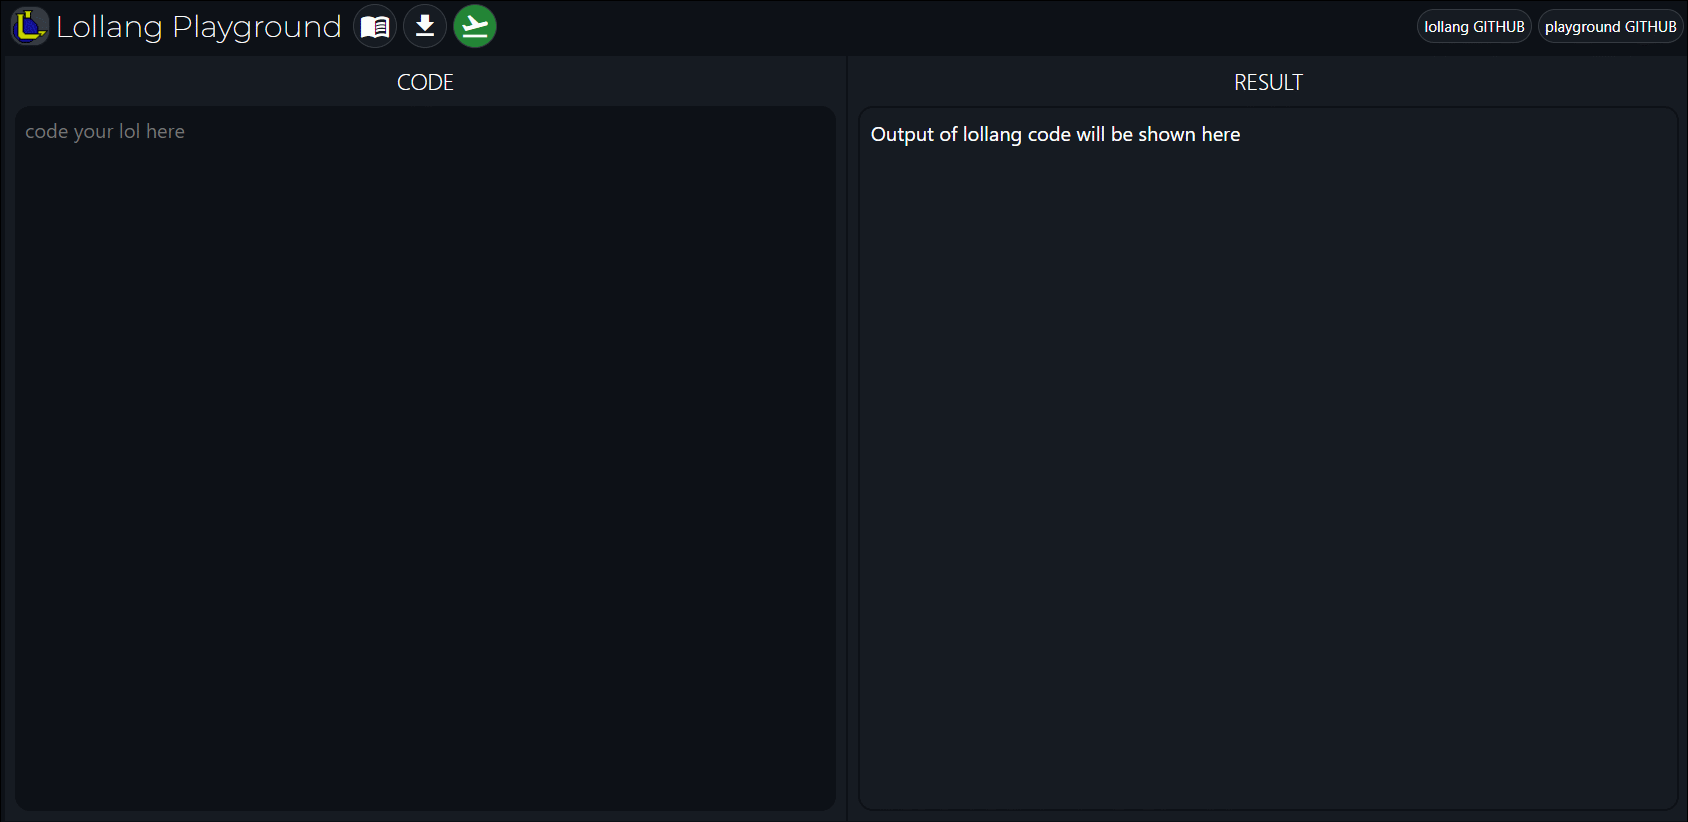 Lollang Playground
lollang GITHUB
playground GITHUB
CODE
RESULT
code your lol here
Output of lollang code will be shown here